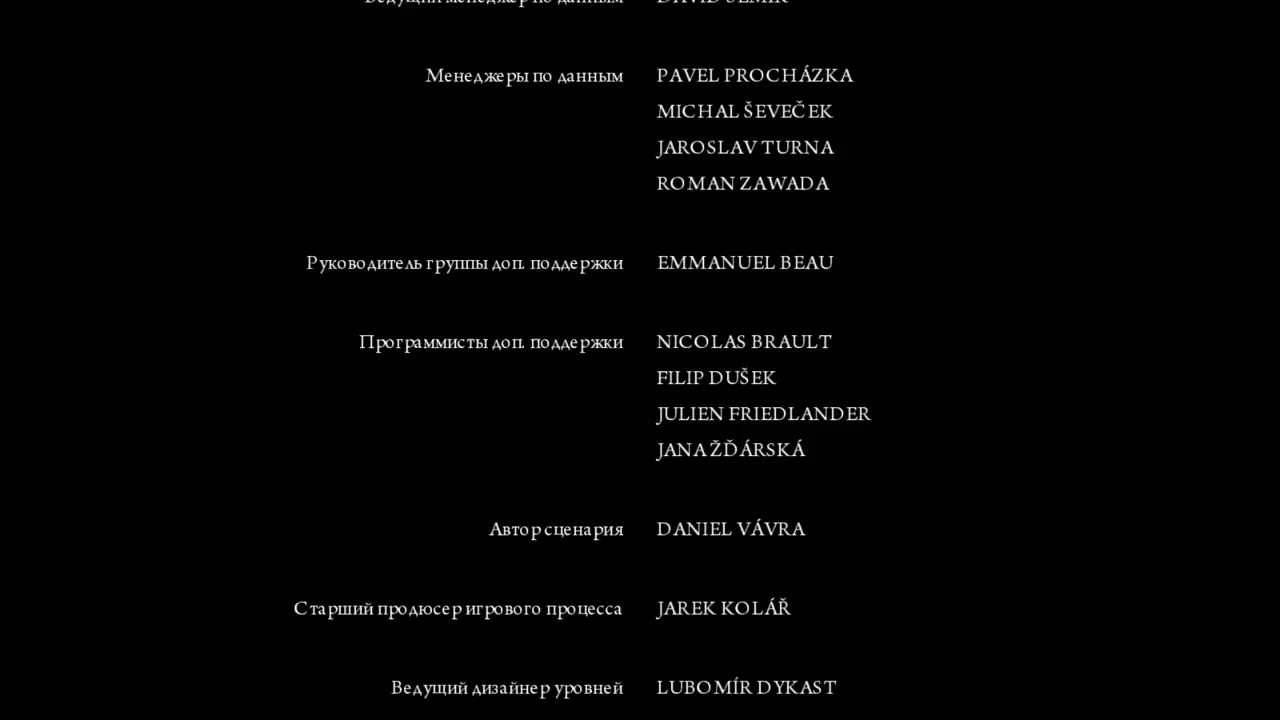 Менеджеры по данным PAVEL PROCHÁZKA
MICHAL ŠEVEČEK
JAROSLAV TURNA
ROMAN ZAWADA
Руководитель группы доп. поддержки EMMANUEL BEAU
Программисты доп. поддержки NICOLAS BRAULT
FILIP DUŠEK
JULIEN FRIEDLANDER
JANA ŽĎÁRSKÁ
Автор сценария DANIEL VÁVRA
Старший продюсер игрового процесса JAREK KOLÁŘ
Ведущий дизайнер уровней LUBOMÍR DYKAST